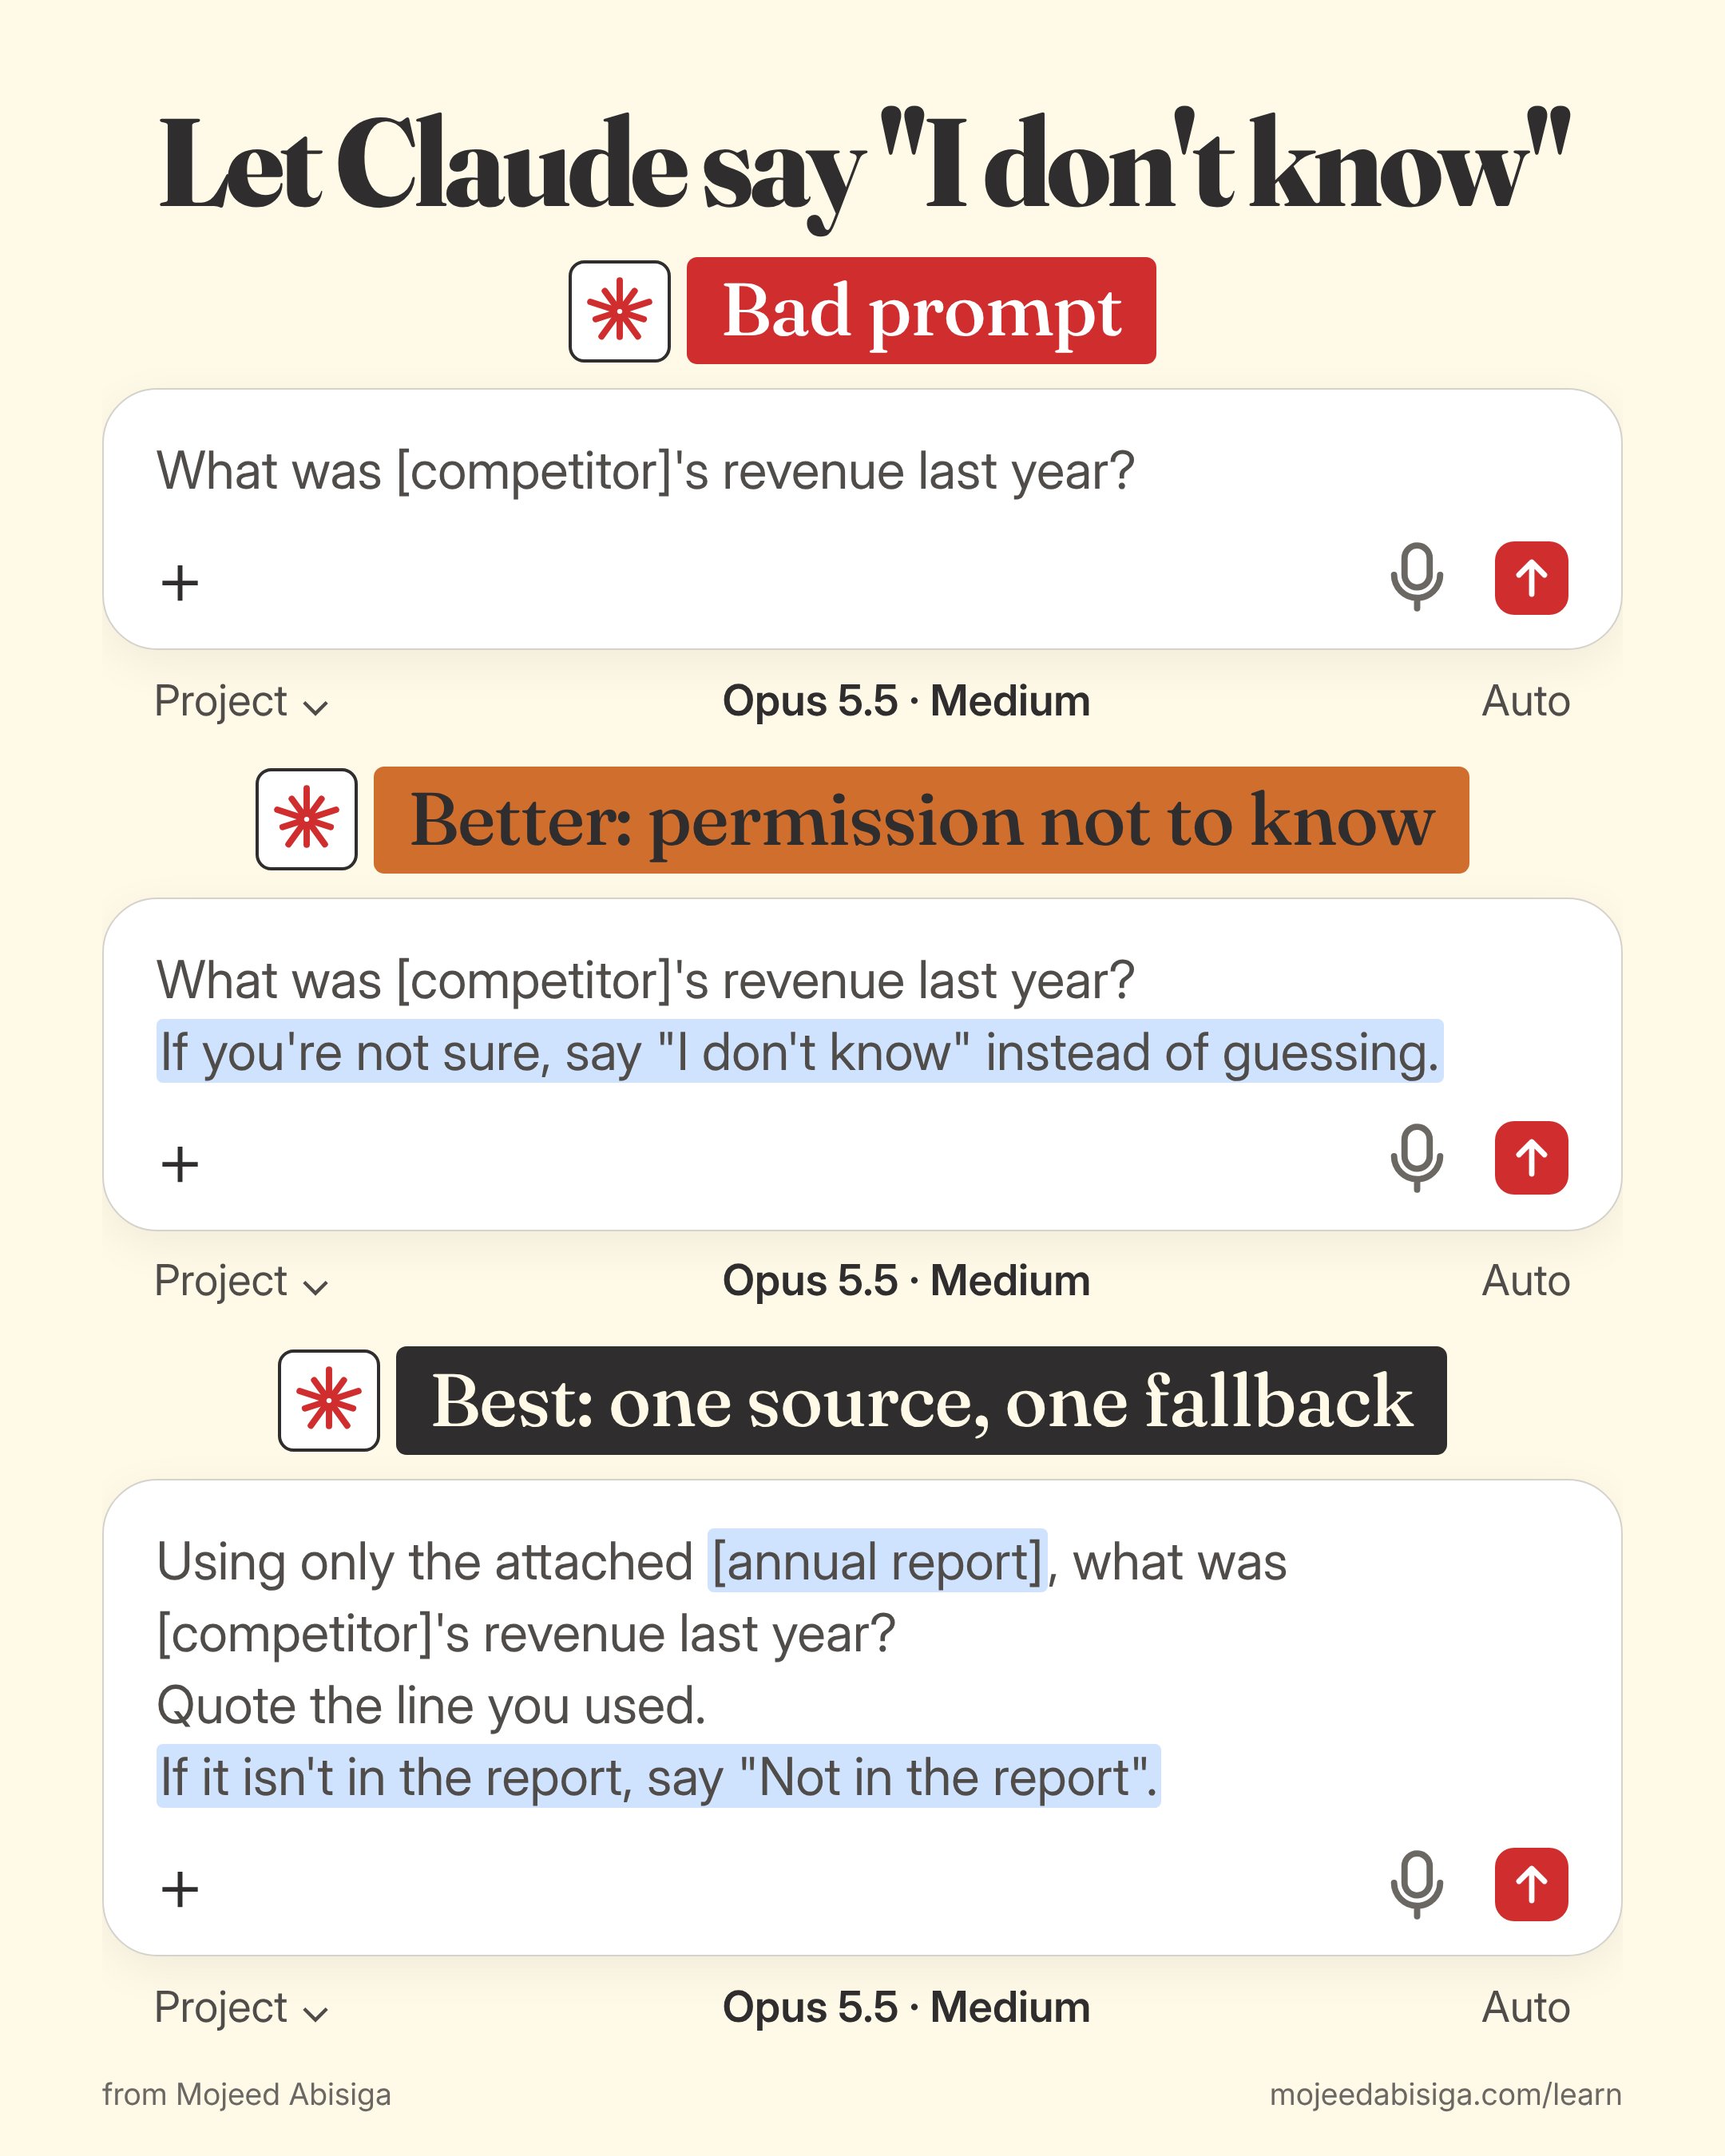 Let Claude say "I don't know"
Bad prompt
What was [competitor]'s revenue last year?
Project
Opus 5.5 · Medium
Auto
Better: permission not to know
What was [competitor]'s revenue last year?
If you're not sure, say "I don't know" instead of guessing.
Project
Opus 5.5 · Medium
Auto
Best: one source, one fallback
Using only the attached [annual report], what was
[competitor]'s revenue last year?
Quote the line you used.
If it isn't in the report, say "Not in the report".
Project
Opus 5.5 · Medium
Auto
from Mojeed Abisiga
mojeedabisiga.com/learn